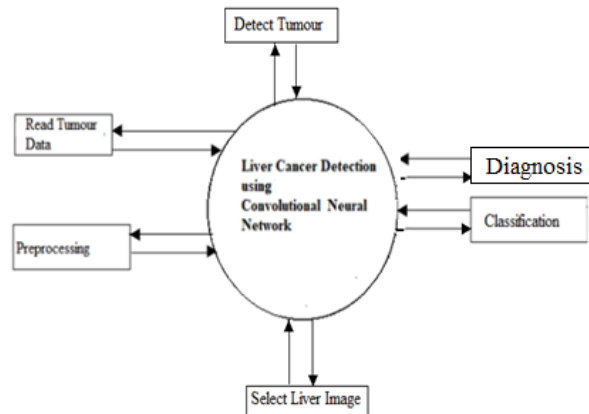 Detect Tumour
Read Tumour
Data
Liver Cancer Detection
using
Convolutional Neural
Network
Diagnosis
Classification
Preprocessing
Select Liver Image